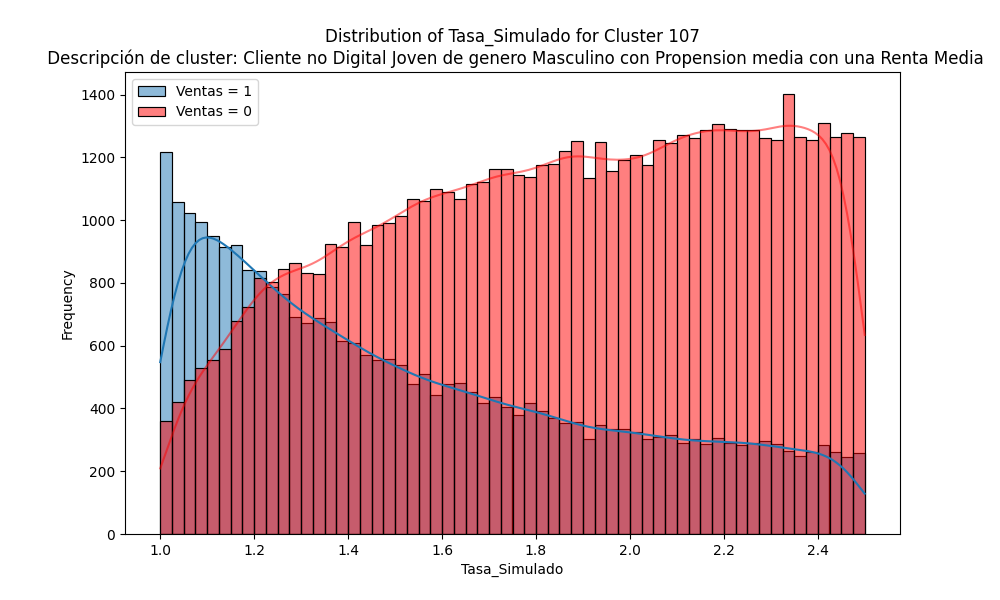 Distribution of Tasa_Simulado for Cluster 107
Descripción de cluster: Cliente no Digital Joven de genero Masculino con Propension media con una Renta Media
Ventas = 1
Ventas = 0
1400
1200
1000
800
600
400
200
0
Frequency
1.0 1.2 1.4 1.6 1.8 2.0 2.2 2.4
Tasa_Simulado